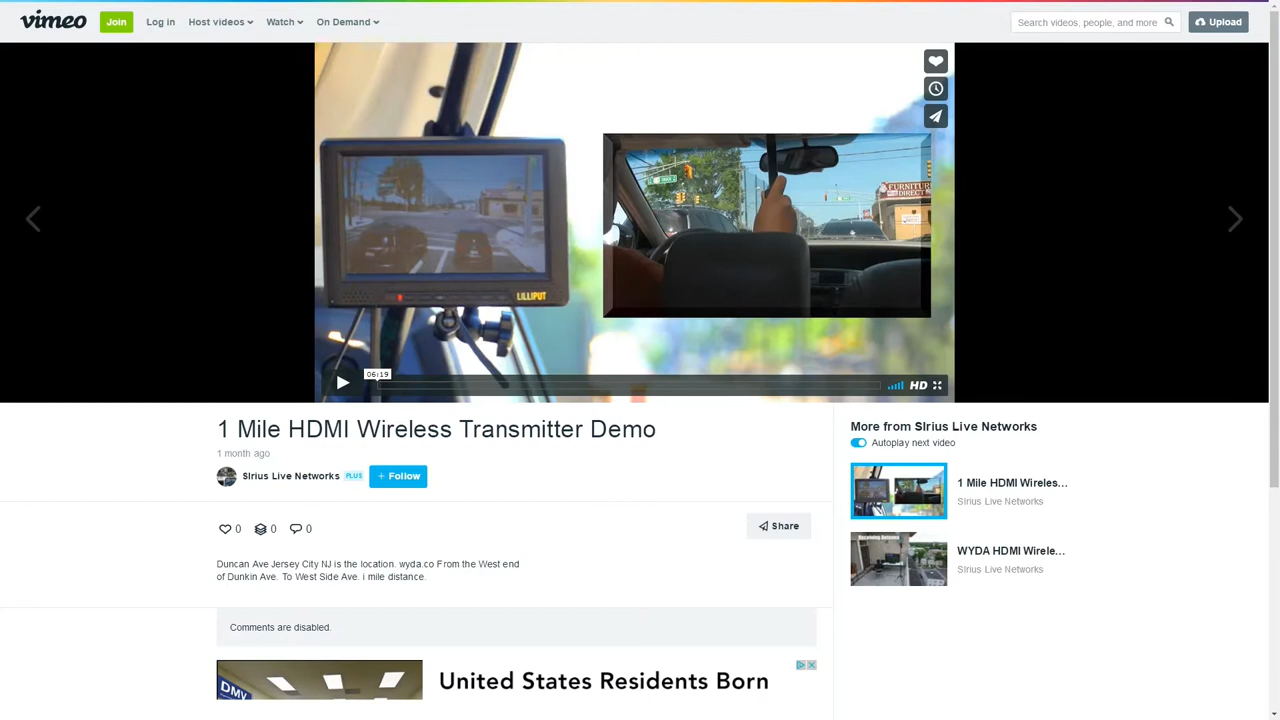 vimeo
Join
Log in
Host videos
Watch
On Demand
Search videos, people, and more
Upload
FURNITURE
DIRECT
LILLIPUT
06:19
HD
1 Mile HDMI Wireless Transmitter Demo
1 month ago
SIrius Live Networks PLUS
+ Follow
0
0
0
Share
Duncan Ave Jersey City NJ is the location. wyda.co From the West end
of Dunkin Ave. To West Side Ave. i mile distance.
Comments are disabled.
DMV
United States Residents Born
More from SIrius Live Networks
Autoplay next video
1 Mile HDMI Wireles…
SIrius Live Networks
Receiving Antenna
WYDA HDMI Wirele…
SIrius Live Networks